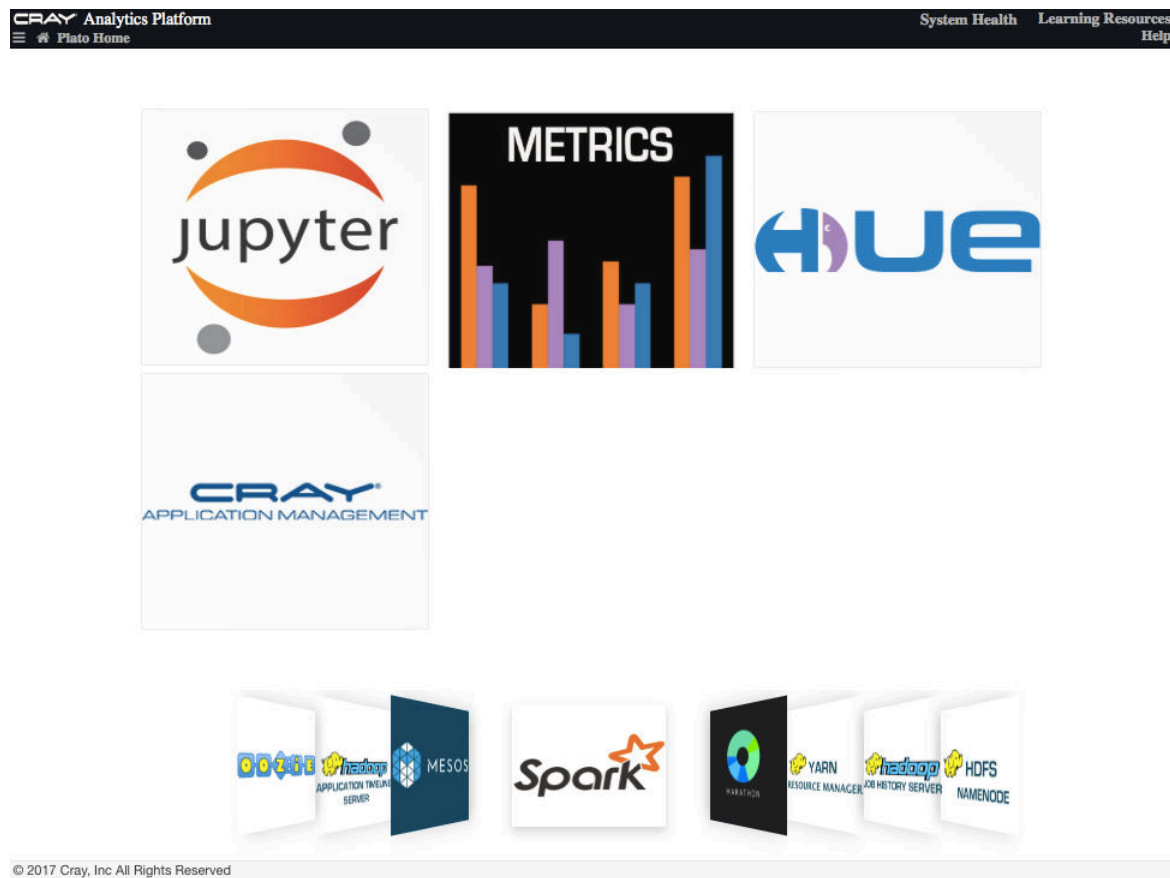 CRAY Analytics Platform
System Health Learning Resources
Plato Home
Help
jupyter
METRICS
HUE
CRAY
APPLICATION MANAGEMENT
OOZIE
hadoop
APPLICATION TIMELINE
SERVER
MESOS
Spark
MARATHON
YARN
RESOURCE MANAGER
hadoop
JOB HISTORY SERVER
HDFS
NAMENODE
© 2017 Cray, Inc All Rights Reserved